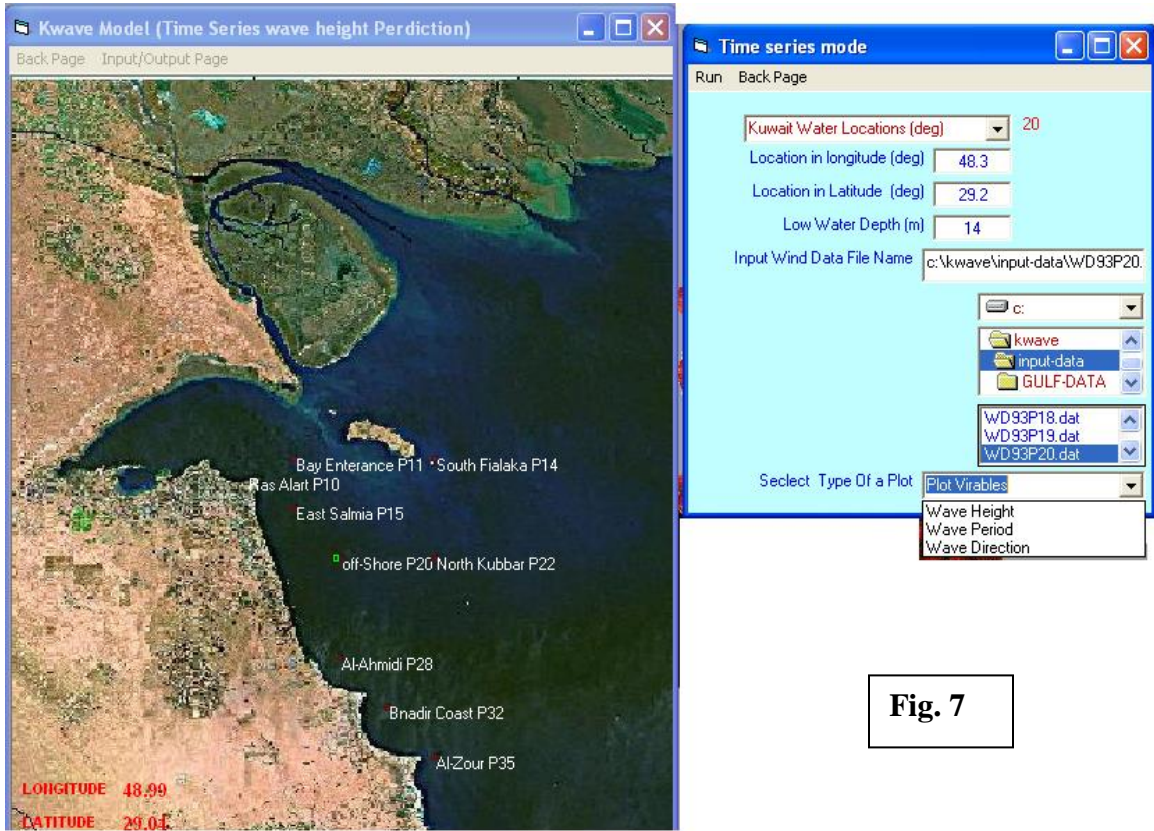 Kwave Model (Time Series wave height Perdiction)
Back Page Input/Output Page
Bay Enterance P11
South Fialaka P14
Ras Alart P10
East Salmia P15
off-Shore P20
North Kubbar P22
Al-Ahmidi P28
Bnadir Coast P32
Al-Zour P35
LONGITUDE 48.99
LATITUDE 29.04
Time series mode
Run Back Page
Kuwait Water Locations (deg) 20
Location in longitude (deg) 48.3
Location in Latitude (deg) 29.2
Low Water Depth (m) 14
Input Wind Data File Name c:\kwave\input-data\WD93P20.
c:
kwave
input-data
GULF-DATA
WD93P18.dat
WD93P19.dat
WD93P20.dat
Seclect Type Of a Plot Plot Virables
Wave Height
Wave Period
Wave Direction
Fig. 7